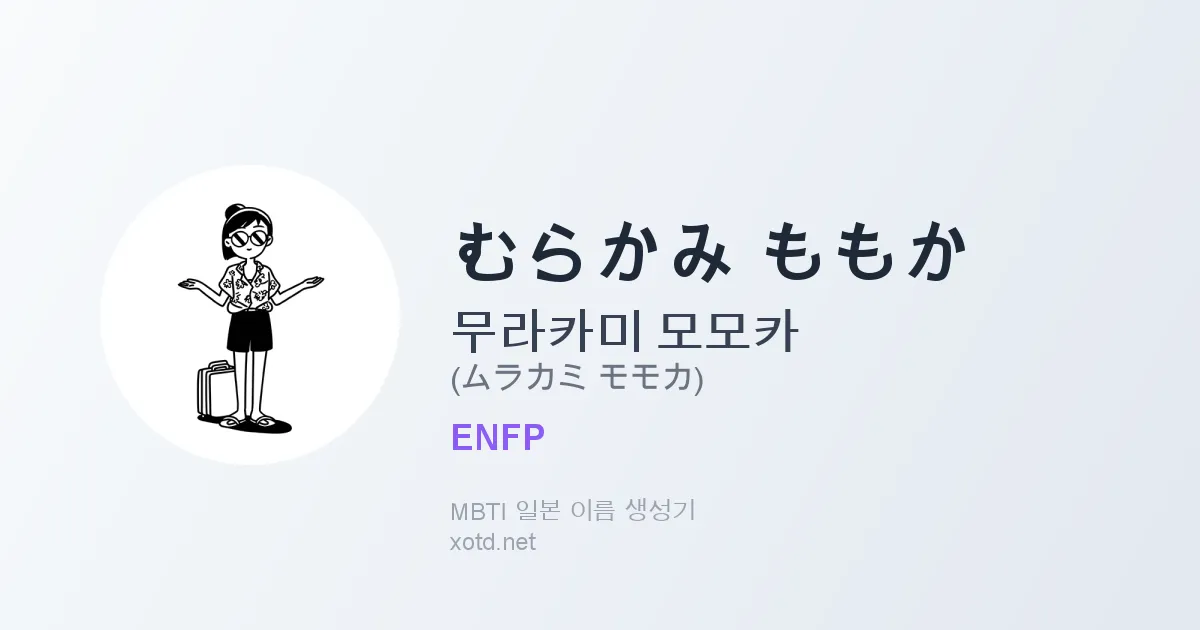 むらかみ ももか
무라카미 모모카
(ムラカミ モモカ)
ENFP
MBTI 일본 이름 생성기
xotd.net